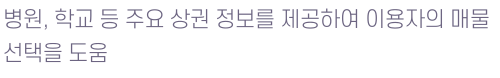 병원, 학교 등 주요 상권 정보를 제공하여 이용자의 매물
선택을 도움